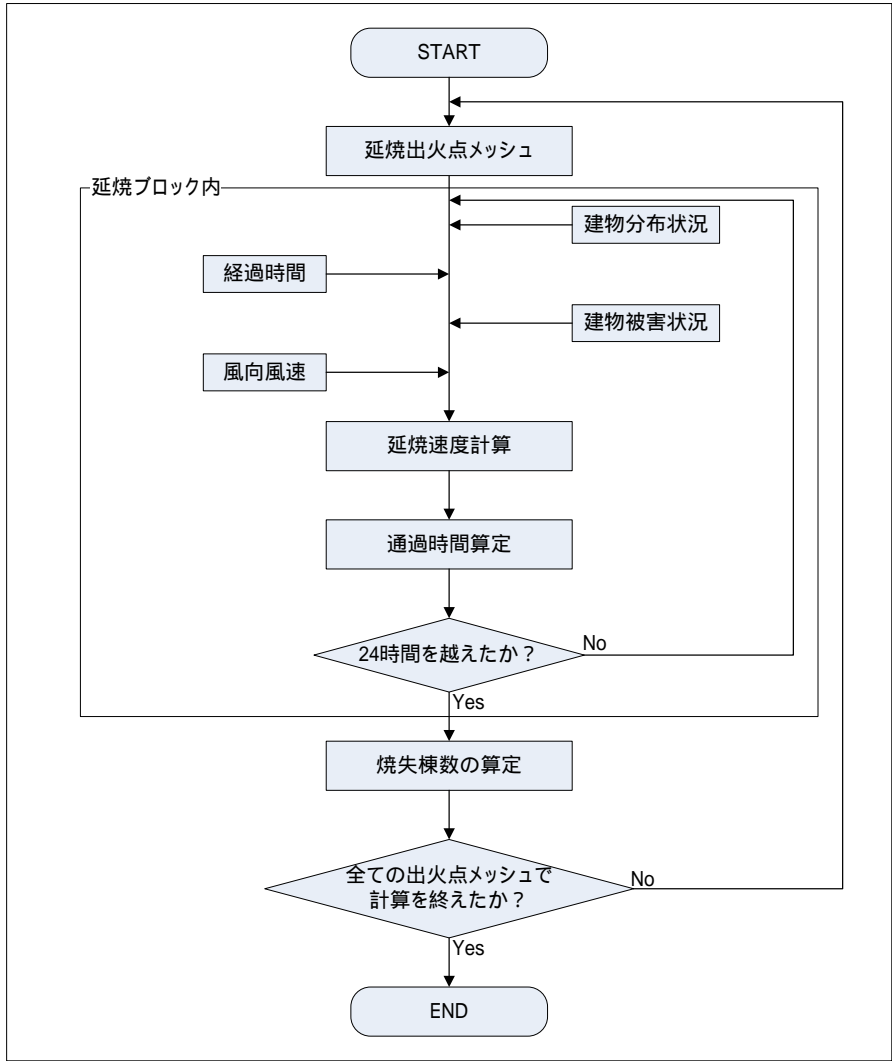 START
延焼出火点メッシュ
延焼ブロック内
建物分布状況
経過時間
建物被害状況
風向風速
延焼速度計算
通過時間算定
24時間を越えたか？
No
Yes
焼失棟数の算定
全ての出火点メッシュで
計算を終えたか？
No
Yes
END